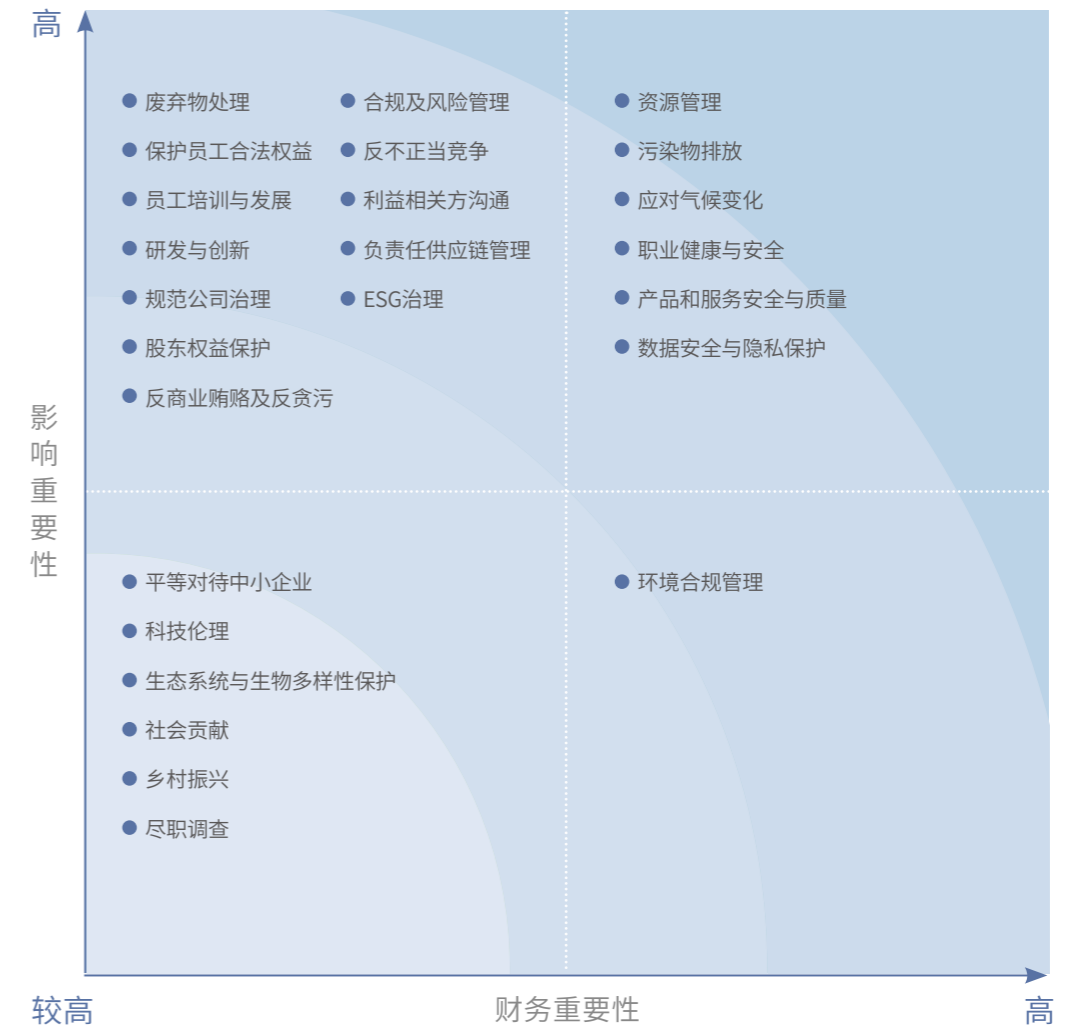 高
废弃物处理
保护员工合法权益
员工培训与发展
研发与创新
规范公司治理
股东权益保护
反商业贿赂及反贪污
合规及风险管理
反不正当竞争
利益相关方沟通
负责任供应链管理
ESG治理
资源管理
污染物排放
应对气候变化
职业健康与安全
产品和服务安全与质量
数据安全与隐私保护
影响重要性
平等对待中小企业
科技伦理
生态系统与生物多样性保护
社会贡献
乡村振兴
尽职调查
环境合规管理
较高
财务重要性
高